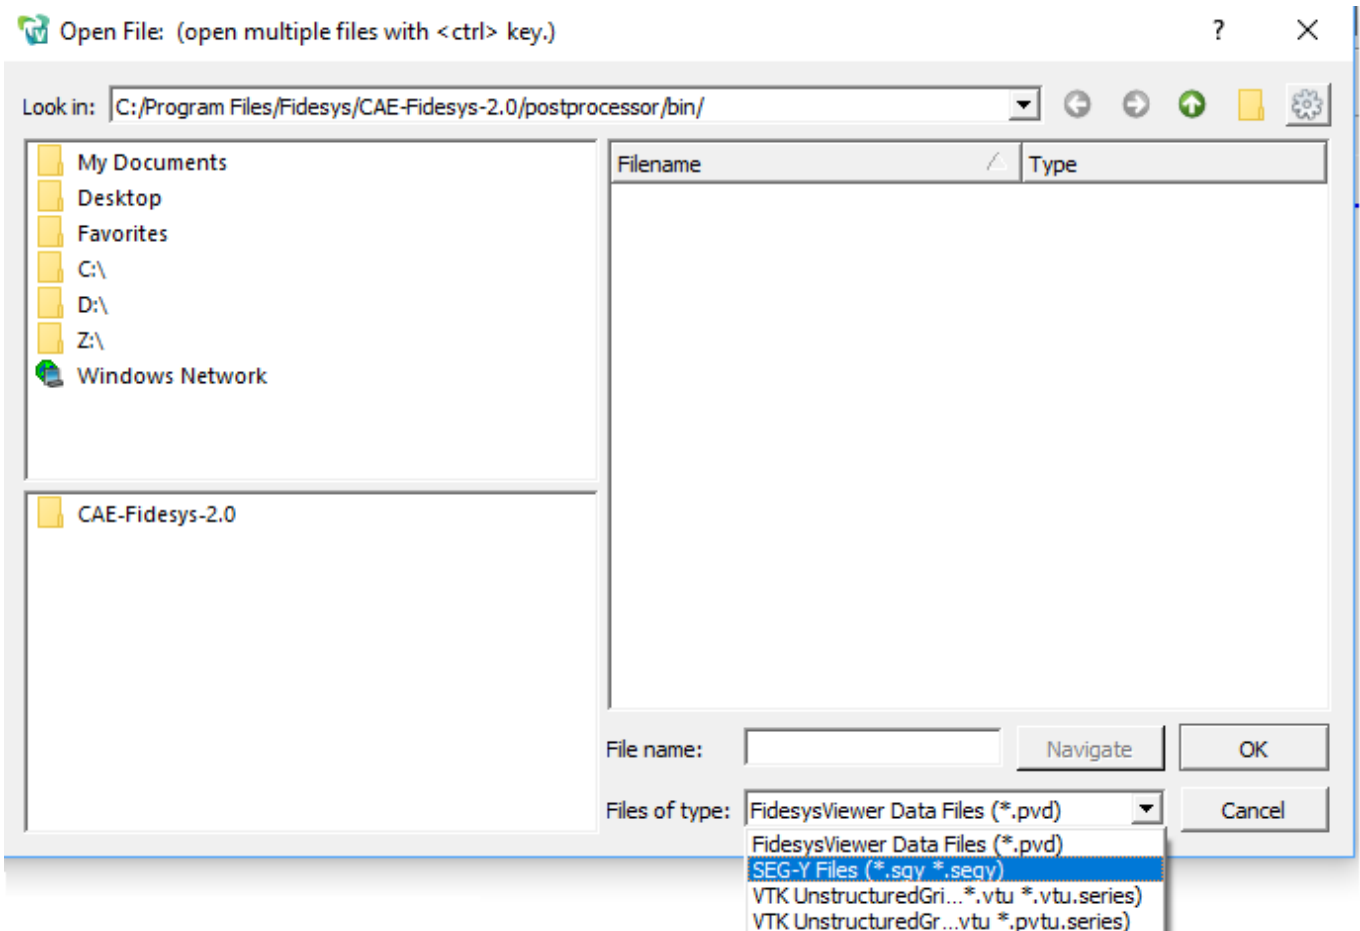 Open File: (open multiple files with <ctrl> key.)
?
Look in: C:/Program Files/Fidesys/CAE-Fidesys-2.0/postprocessor/bin/
My Documents
Desktop
Favorites
C:\
D:\
Z:\
Windows Network
CAE-Fidesys-2.0
Filename Type
File name: Navigate OK
Files of type: FidesysViewer Data Files (*.pvd) Cancel
FidesysViewer Data Files (*.pvd)
SEG-Y Files (*.sgy *.segy)
VTK UnstructuredGri...*.vtu *.vtu.series)
VTK UnstructuredGr...vtu *.pvtu.series)